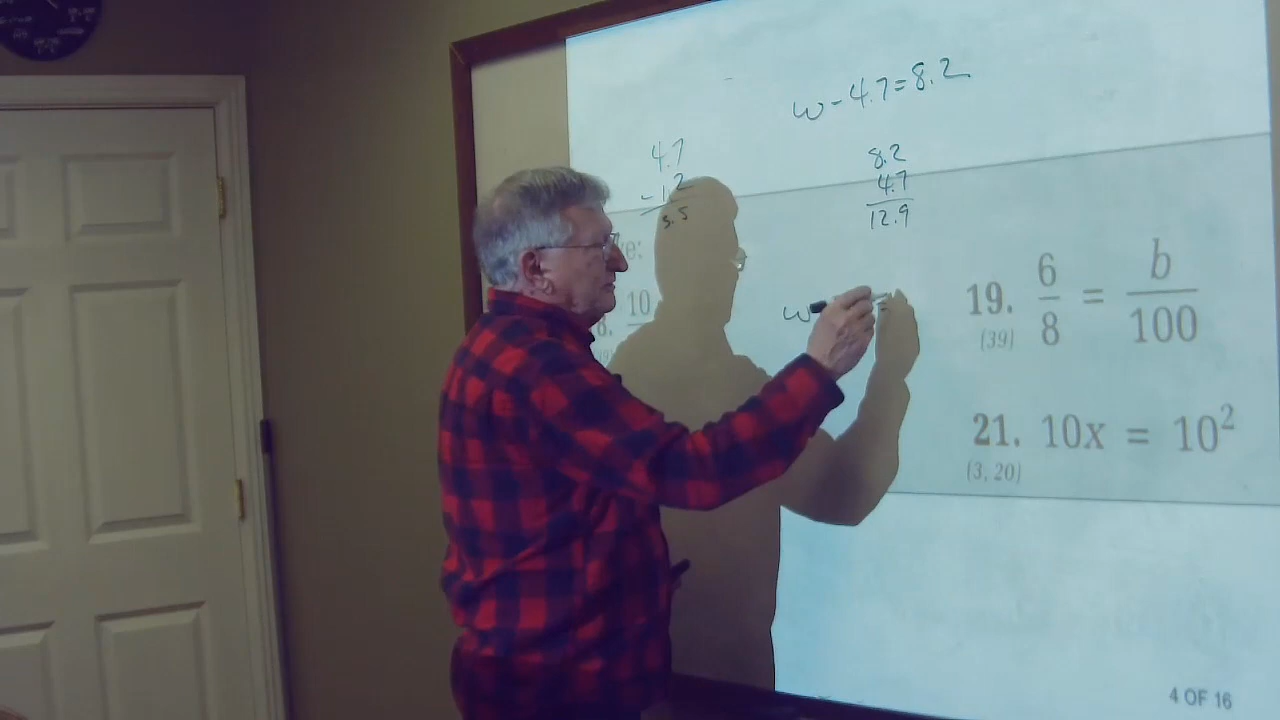 w - 4.7 = 8.2
4.7
- 1 2
3.5
8.2
4.7
12.9
w =
10
19. 6/8 = b/100
(39)
21. 10x = 10²
(3, 20)
4 OF 16